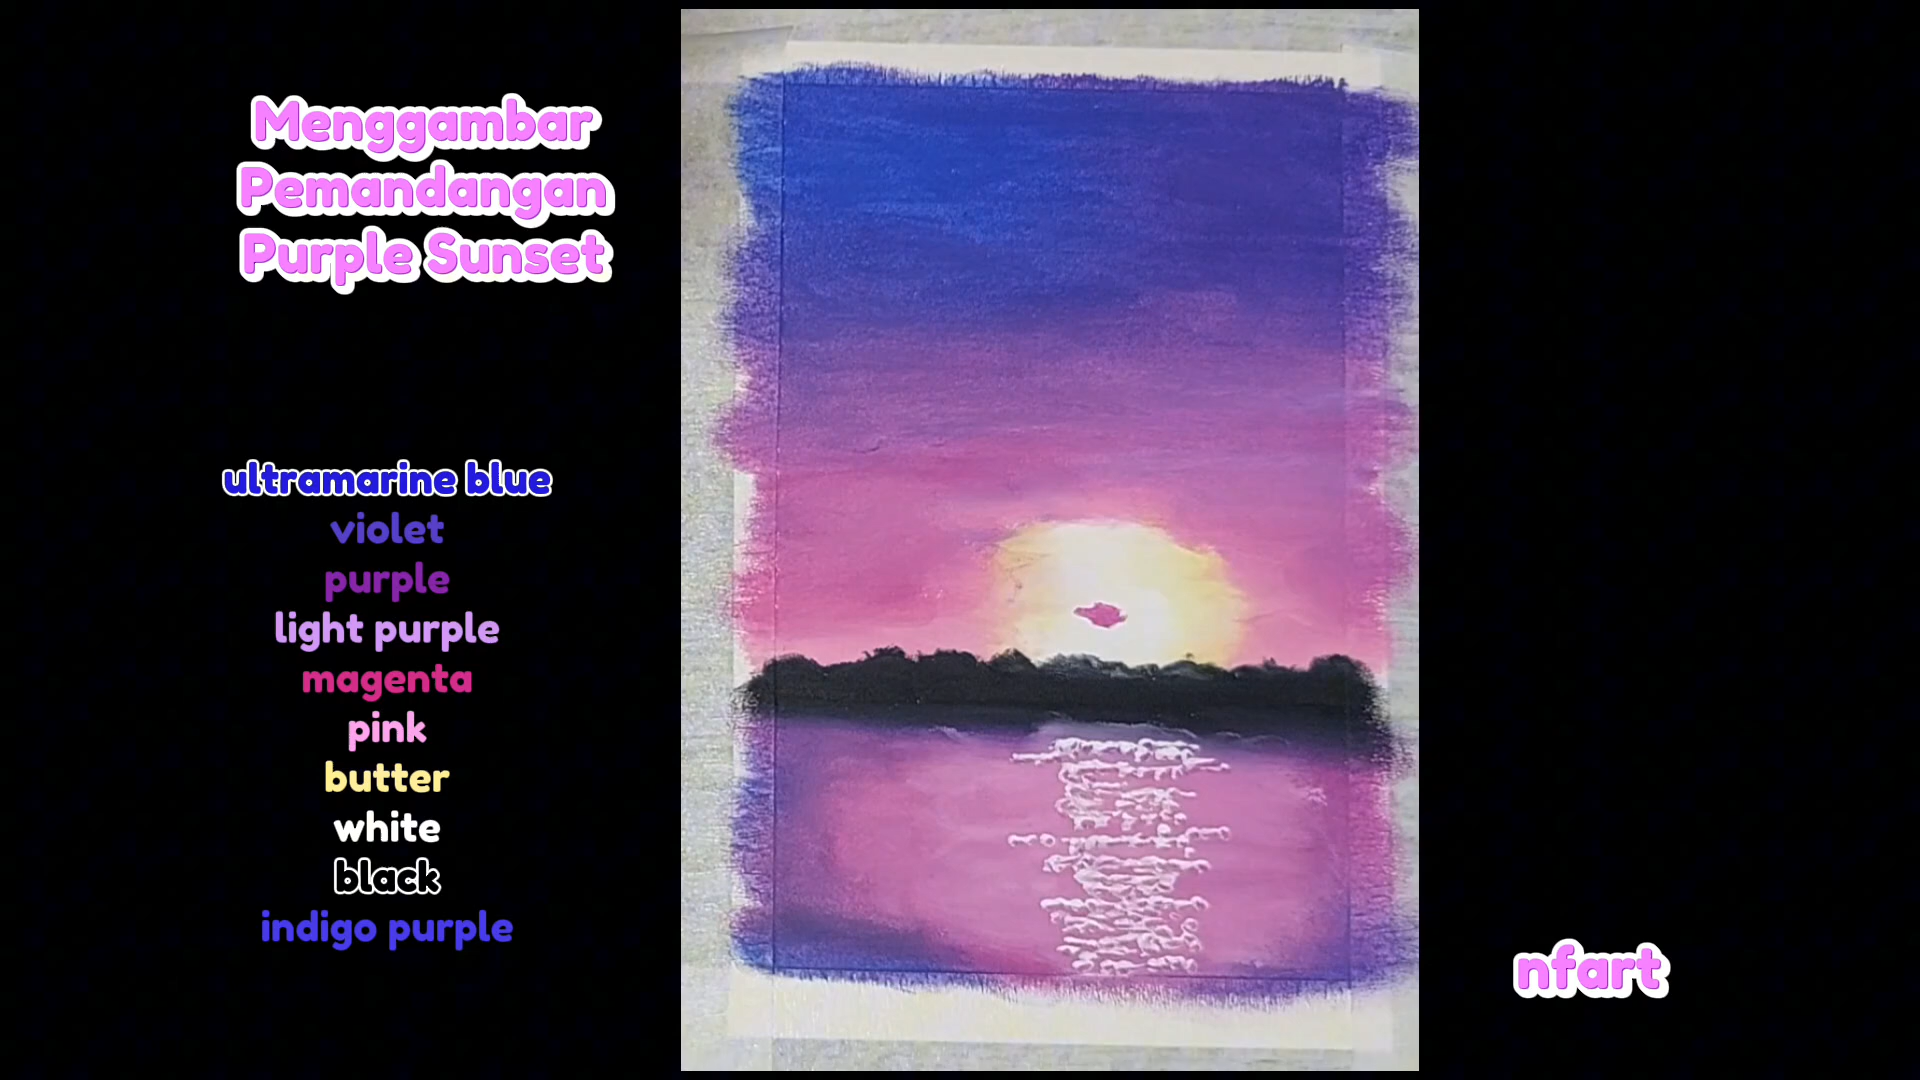 Menggambar
Pemandangan
Purple Sunset
ultramarine blue
violet
purple
light purple
magenta
pink
butter
white
black
indigo purple
nfart